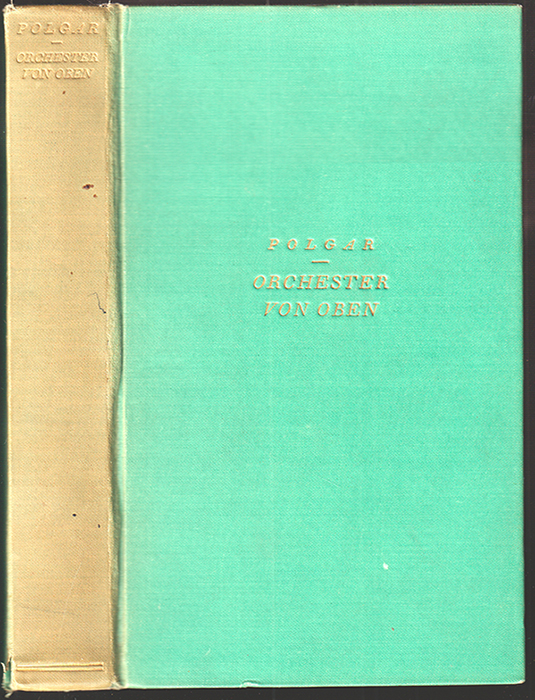 POLGAR
ORCHESTER
VON OBEN
POLGAR
ORCHESTER
VON OBEN